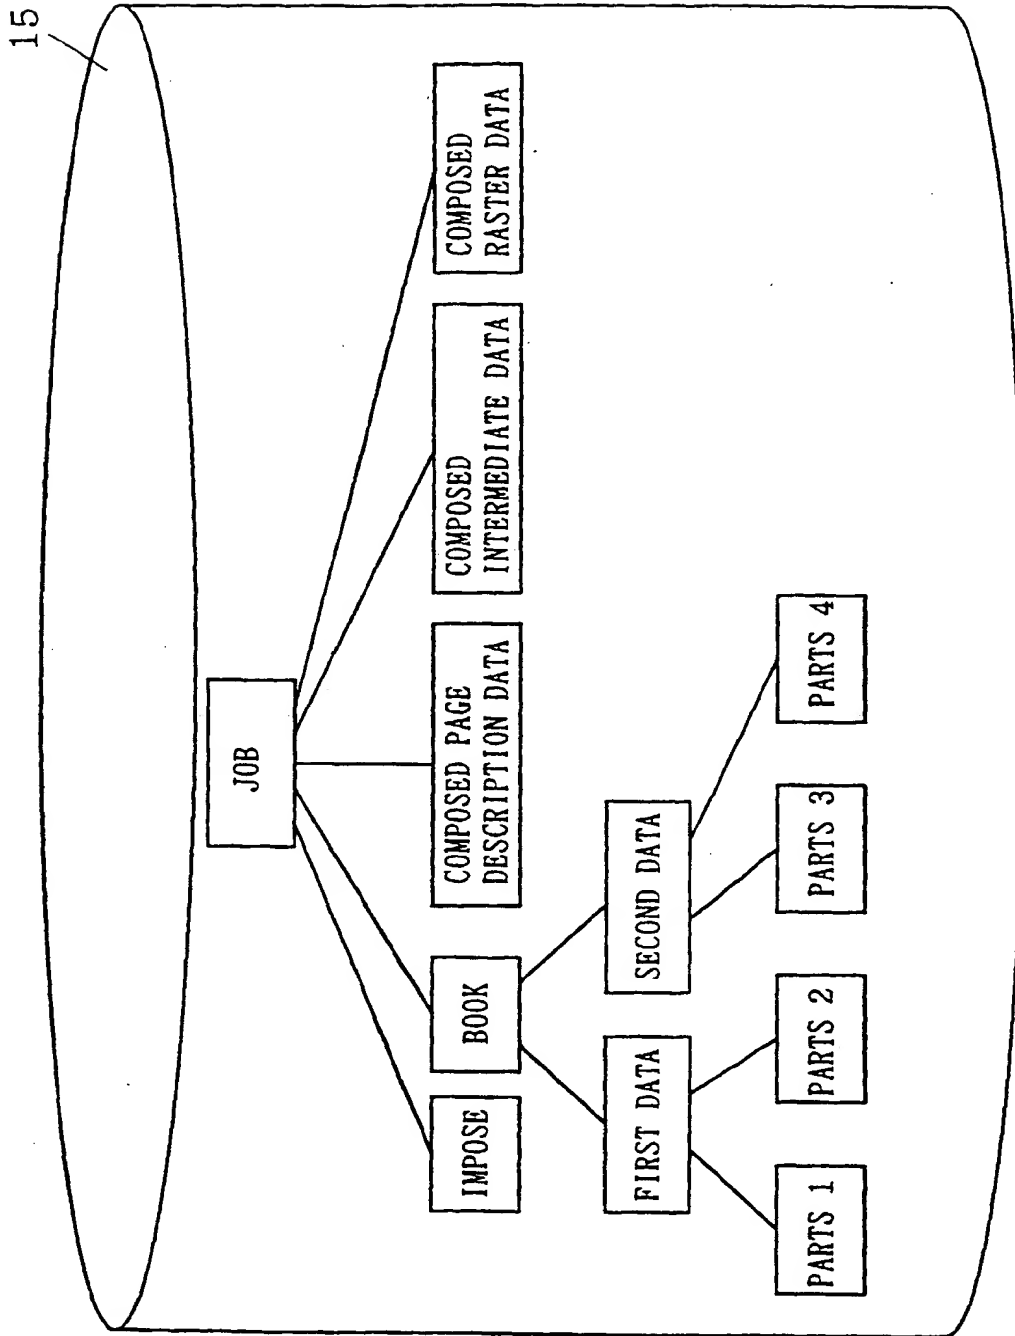 15
JOB
IMPOSE
BOOK
COMPOSED PAGE
DESCRIPTION DATA
COMPOSED
INTERMEDIATE DATA
COMPOSED
RASTER DATA
FIRST DATA
SECOND DATA
PARTS 1
PARTS 2
PARTS 3
PARTS 4